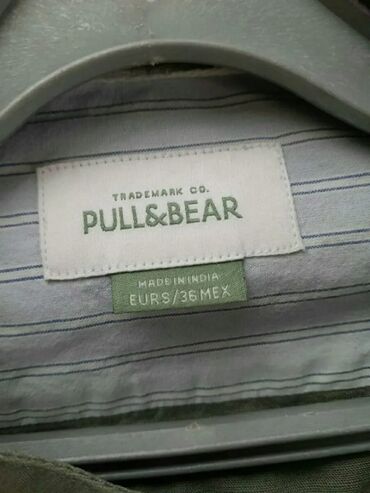 TRADEMARK CO.
PULL&BEAR
MADE IN INDIA
EUR S/36 MEX